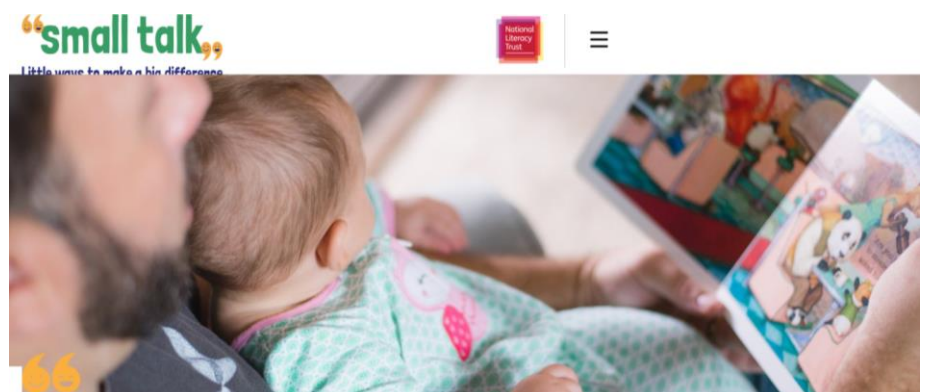 “small talk”
Little ways to make a big difference
National
Literacy
Trust